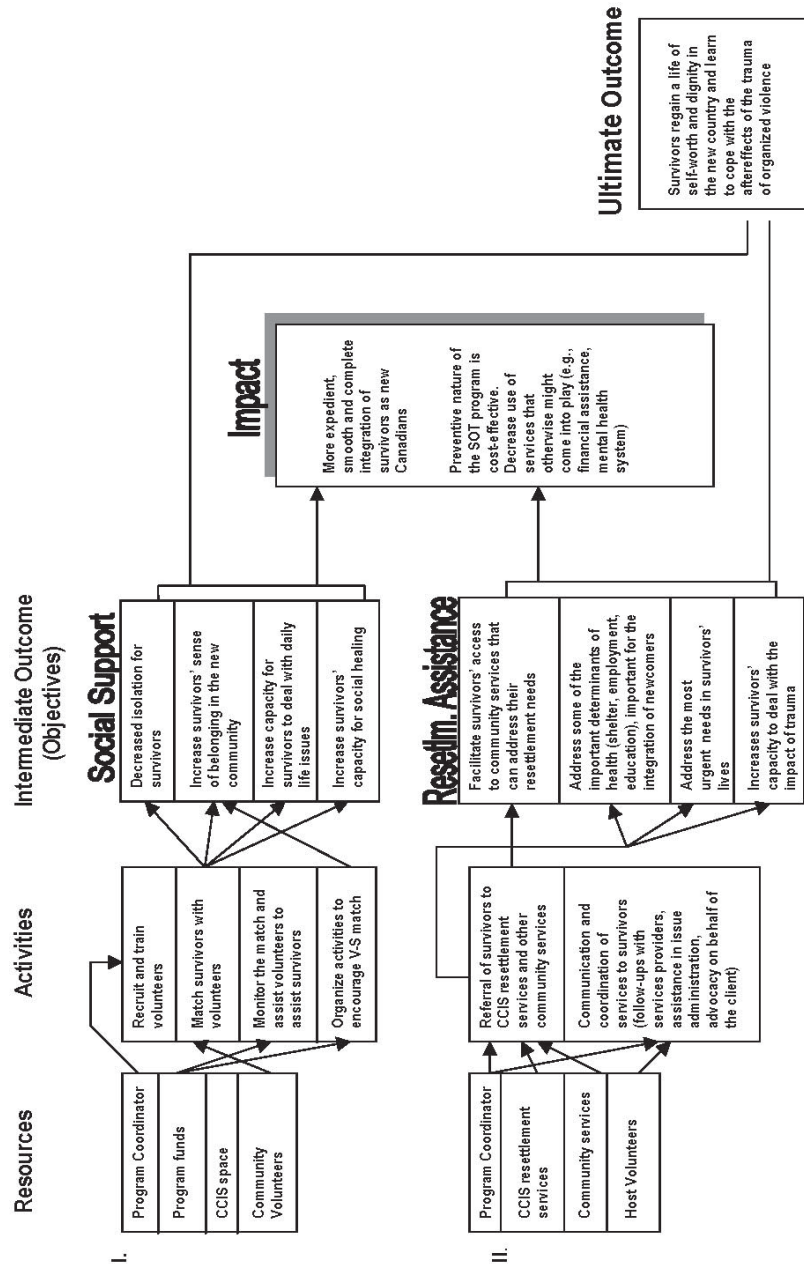 Resources
Activities
Intermediate Outcome
(Objectives)
I.
Program Coordinator
Program funds
CCIS space
Community
Volunteers
Recruit and train
volunteers
Match survivors with
volunteers
Monitor the match and
assist volunteers to
assist survivors
Organize activities to
encourage V-S match
Social Support
Decreased isolation for
survivors
Increase survivors' sense
of belonging in the new
community
Increase capacity for
survivors to deal with daily
life issues
Increase survivors'
capacity for social healing
II.
Program Coordinator
CCIS resettlement
services
Community services
Host Volunteers
Referral of survivors to
CCIS resettlement
services and other
community services
Communication and
coordination of
services to survivors
(follow-ups with
services providers,
assistance in issue
administration,
advocacy on behalf of
the client)
Resetlm. Assistance
Facilitate survivors' access
to community services that
can address their
resettlement needs
Address some of the
important determinants of
health (shelter, employment,
education), important for the
integration of newcomers
Address the most
urgent needs in survivors'
lives
Increases survivors'
capacity to deal with the
impact of trauma
Impact
More expedient,
smooth and complete
integration of
survivors as new
Canadians
Preventive nature of
the SOT program is
cost-effective.
Decrease use of
services that
otherwise might
come into play (e.g.,
financial assistance,
mental health
system)
Ultimate Outcome
Survivors regain a life of
self-worth and dignity in
the new country and learn
to cope with the
aftereffects of the trauma
of organized violence